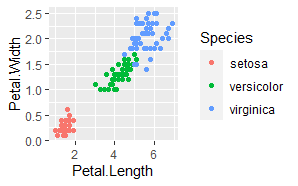 2.5
2.0
1.5
1.0
0.5
0.0
Petal.Width
2
4
6
Petal.Length
Species
setosa
versicolor
virginica